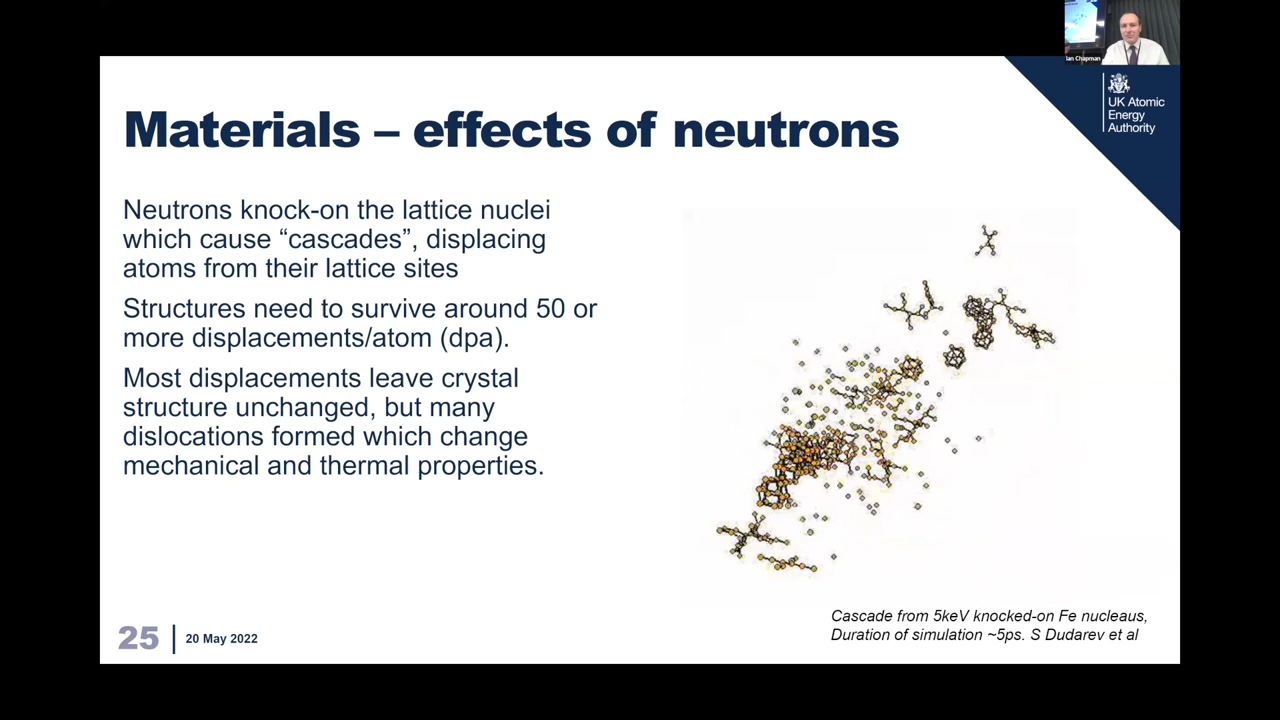 Ian Chapman
UK Atomic
Energy
Authority
Materials – effects of neutrons
Neutrons knock-on the lattice nuclei
which cause “cascades”, displacing
atoms from their lattice sites
Structures need to survive around 50 or
more displacements/atom (dpa).
Most displacements leave crystal
structure unchanged, but many
dislocations formed which change
mechanical and thermal properties.
Cascade from 5keV knocked-on Fe nucleaus,
Duration of simulation ~5ps. S Dudarev et al
25
20 May 2022